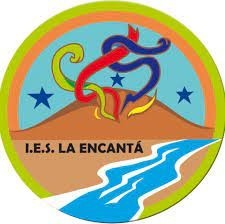 I.E.S. LA ENCANTÁ